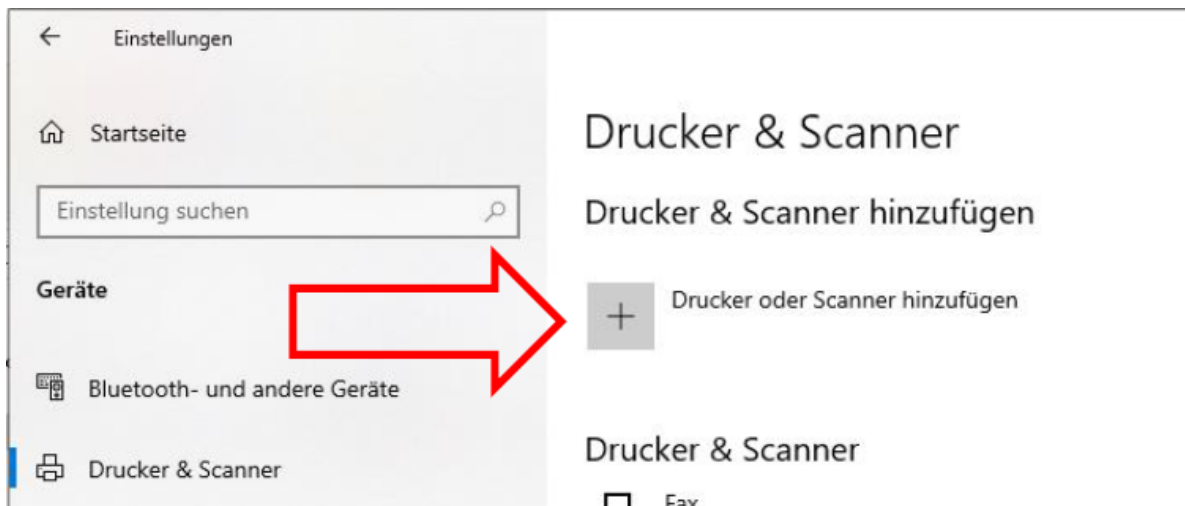 Einstellungen
Startseite
Einstellung suchen
Geräte
Bluetooth- und andere Geräte
Drucker & Scanner
Drucker & Scanner
Drucker & Scanner hinzufügen
Drucker oder Scanner hinzufügen
Drucker & Scanner
Fax